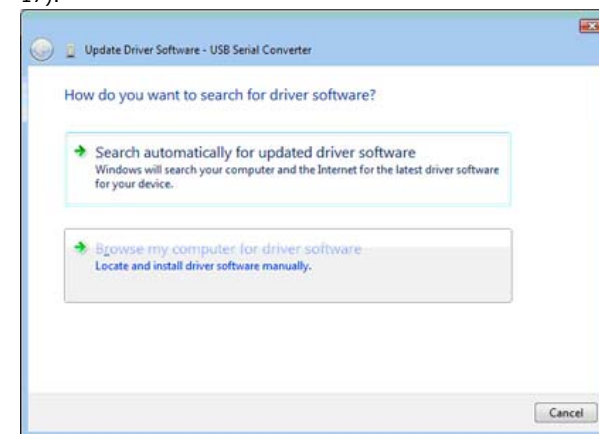 17).
Update Driver Software - USB Serial Converter
How do you want to search for driver software?
Search automatically for updated driver software
Windows will search your computer and the Internet for the latest driver software
for your device.
Browse my computer for driver software
Locate and install driver software manually.
Cancel